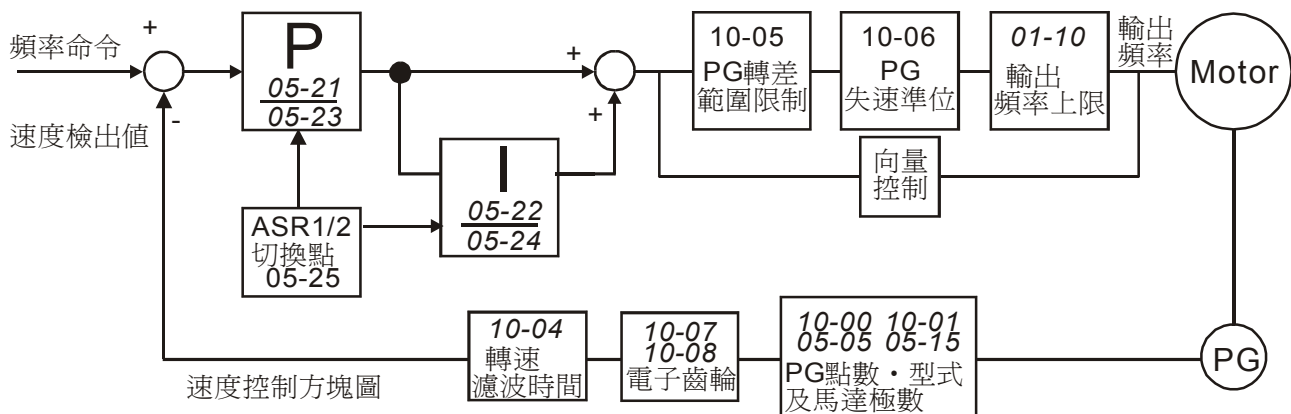 頻率命令
+
-
速度檢出值
P
05-21
05-23
ASR1/2
切換點
05-25
I
05-22
05-24
+
+
10-05
PG轉差
範圍限制
10-06
PG
失速準位
01-10
輸出
頻率上限
輸出
頻率
Motor
向量
控制
10-04
轉速
濾波時間
10-07
10-08
電子齒輪
10-00 10-01
05-05 05-15
PG點數・型式
及馬達極數
PG
速度控制方塊圖